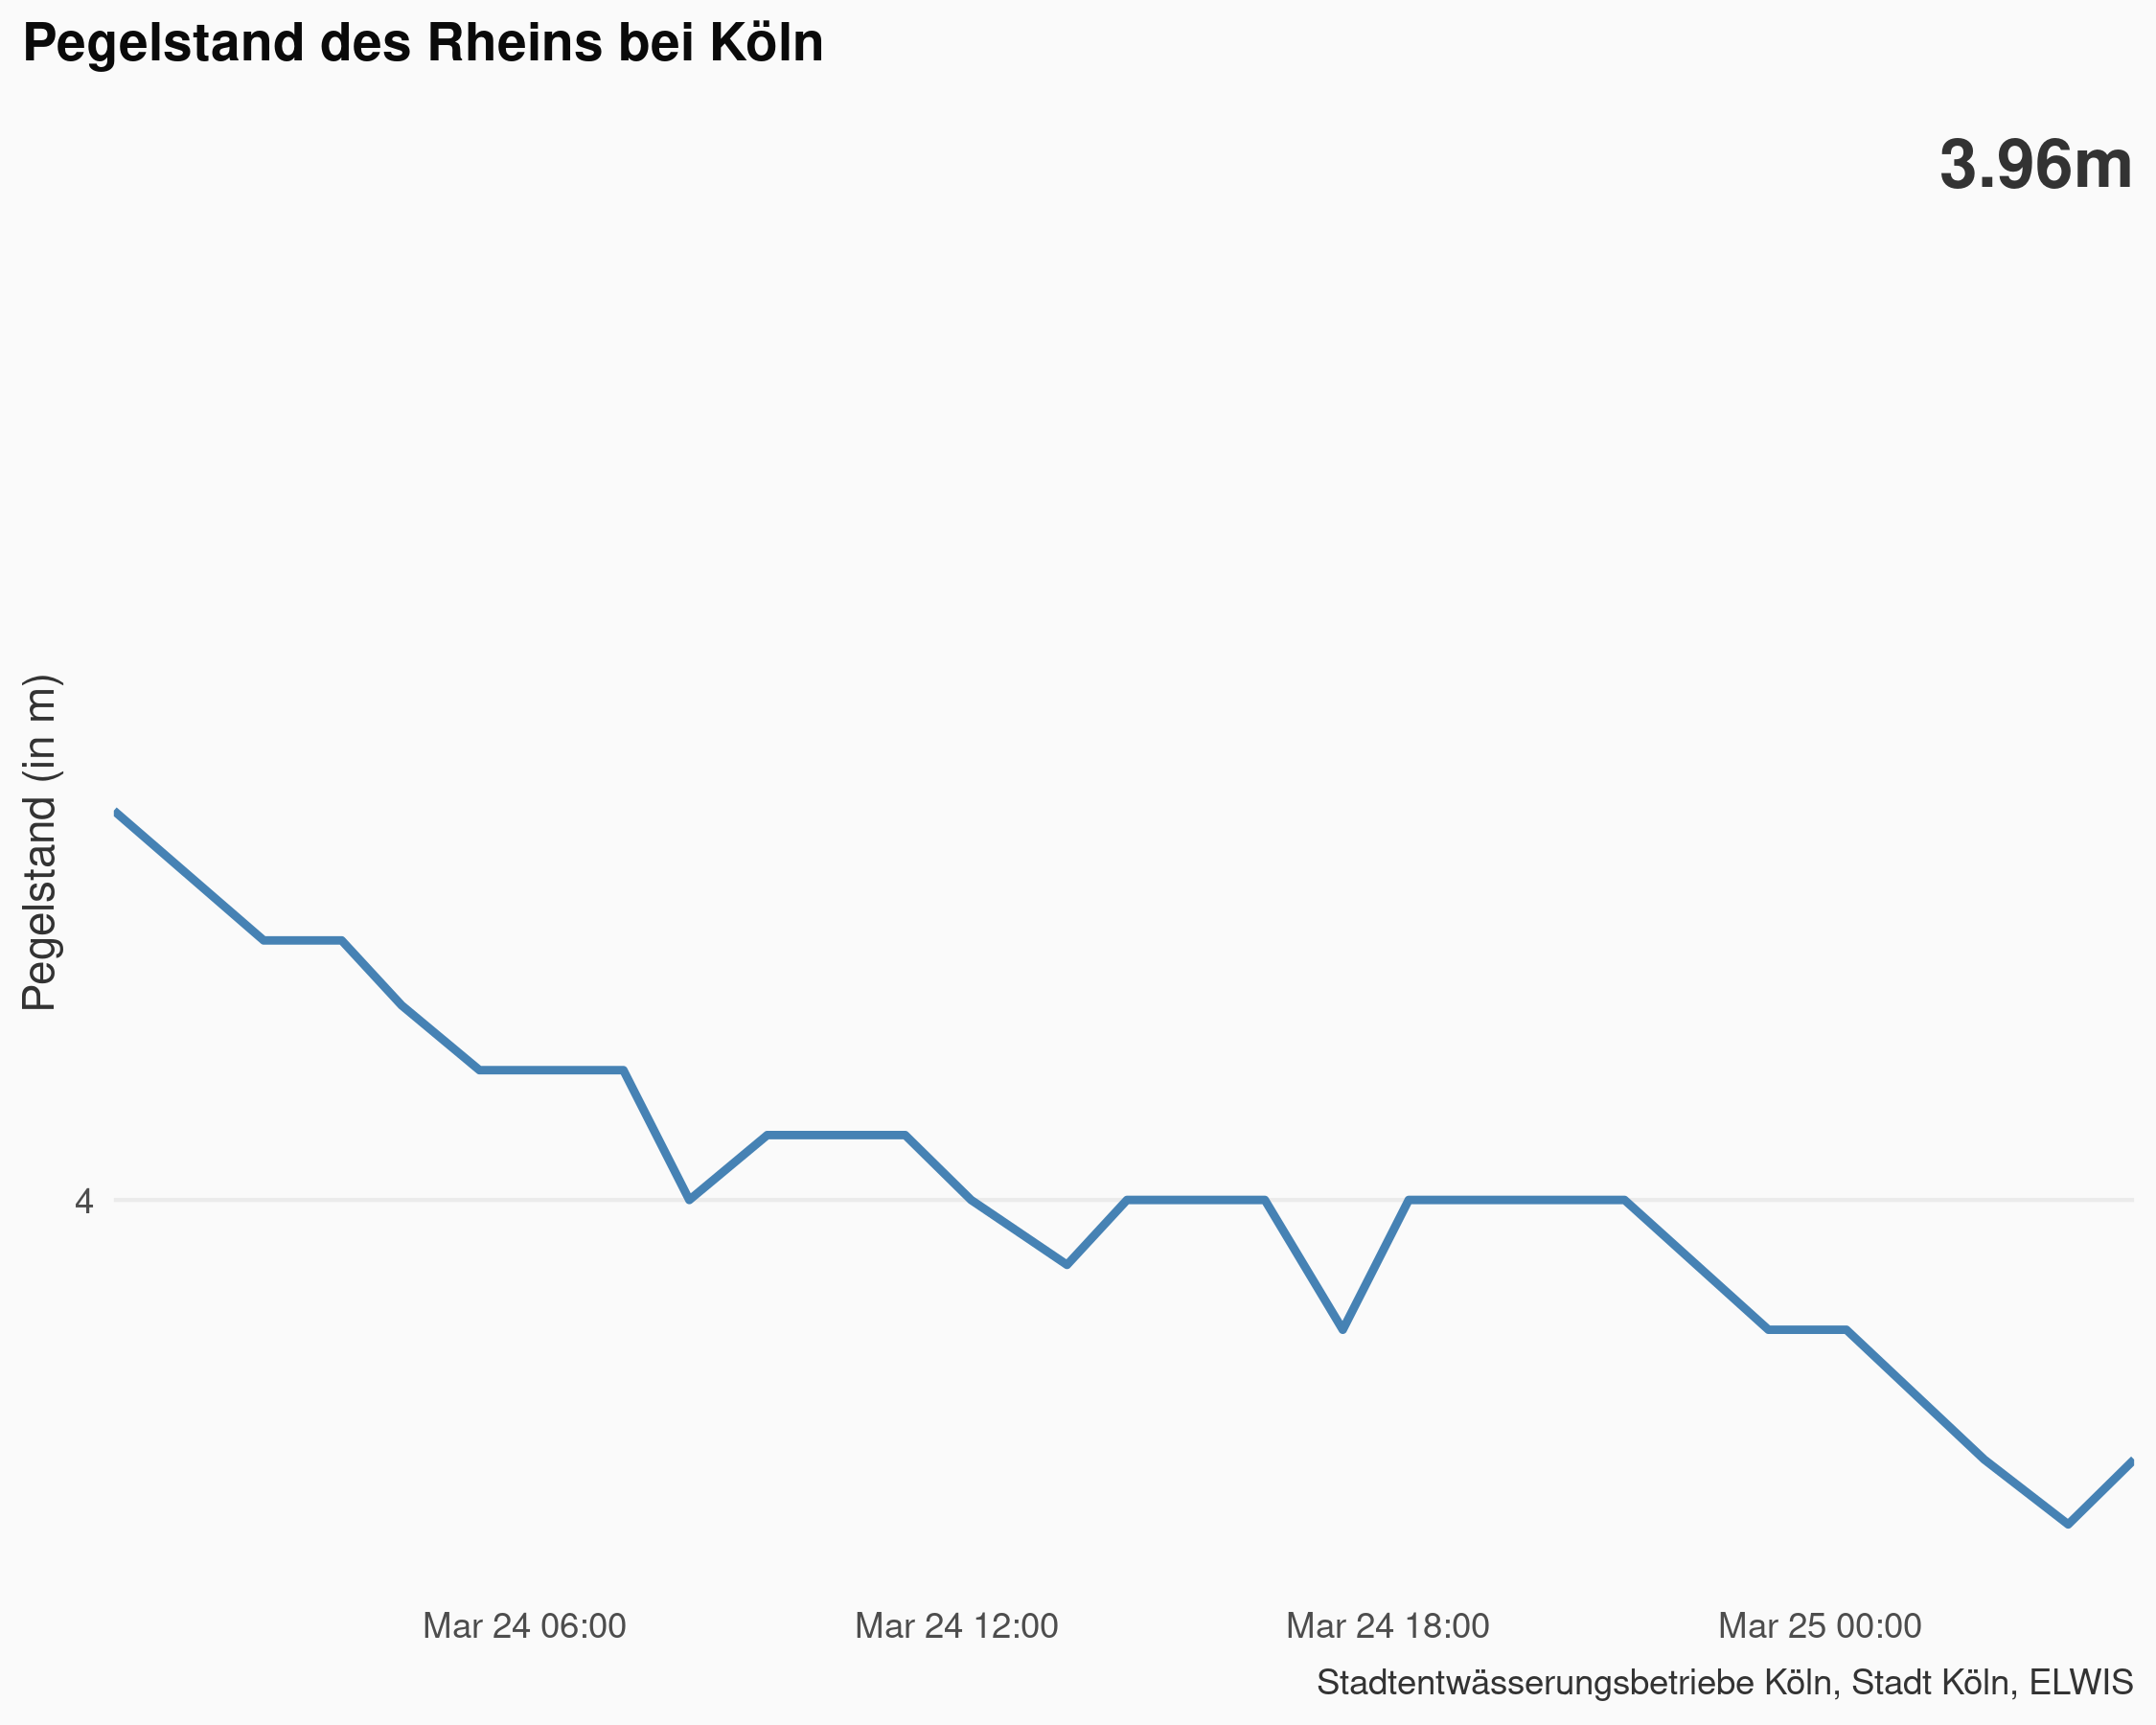 Pegelstand des Rheins bei Köln
3.96m
Pegelstand (in m)
4
Mar 24 06:00
Mar 24 12:00
Mar 24 18:00
Mar 25 00:00
Stadtentwässerungsbetriebe Köln, Stadt Köln, ELWIS